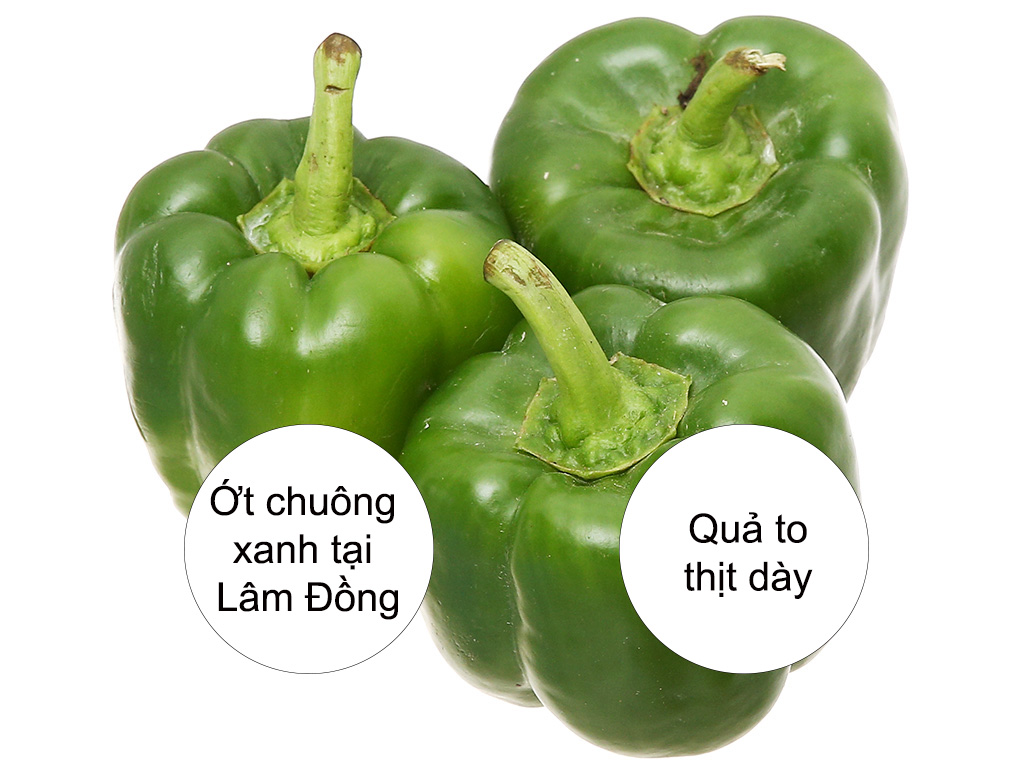 Ớt chuông
xanh tại
Lâm Đồng
Quả to
thịt dày